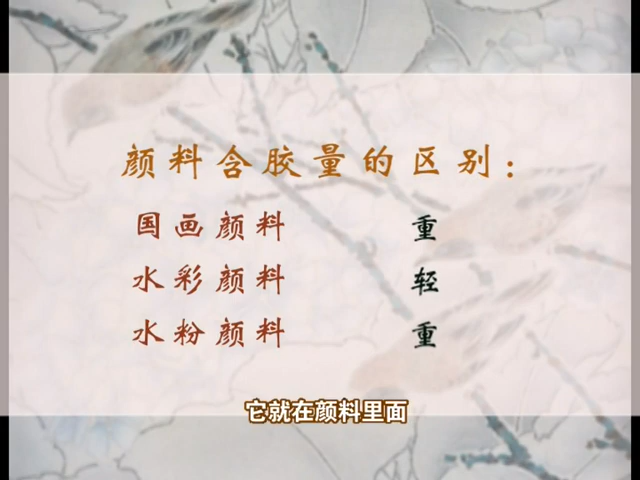 颜料含胶量的区别：
国画颜料 重
水彩颜料 轻
水粉颜料 重
它就在颜料里面